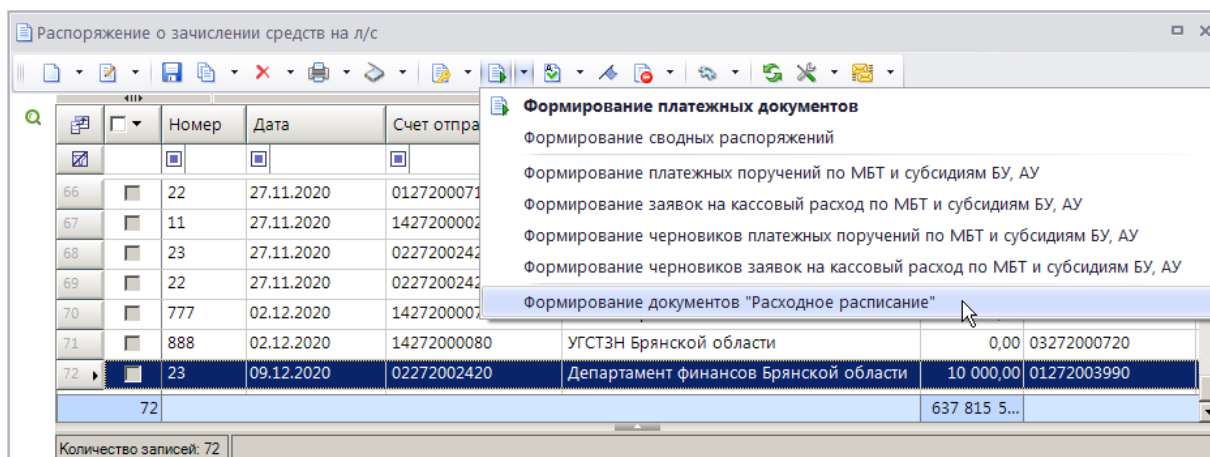 Распоряжение о зачислении средств на л/с
Формирование платежных документов
Формирование сводных распоряжений
Формирование платежных поручений по МБТ и субсидиям БУ, АУ
Формирование заявок на кассовый расход по МБТ и субсидиям БУ, АУ
Формирование черновиков платежных поручений по МБТ и субсидиям БУ, АУ
Формирование черновиков заявок на кассовый расход по МБТ и субсидиям БУ, АУ
Формирование документов "Расходное расписание"
Номер Дата Счет отпра
66 22 27.11.2020 0127200071
67 11 27.11.2020 1427200002
68 23 27.11.2020 0227200242
69 22 27.11.2020 0227200242
70 777 02.12.2020 1427200007
71 888 02.12.2020 14272000080 УГСТЗН Брянской области 0,00 03272000720
72 23 09.12.2020 02272002420 Департамент финансов Брянской области 10 000,00 01272003990
72 637 815 5...
Количество записей: 72